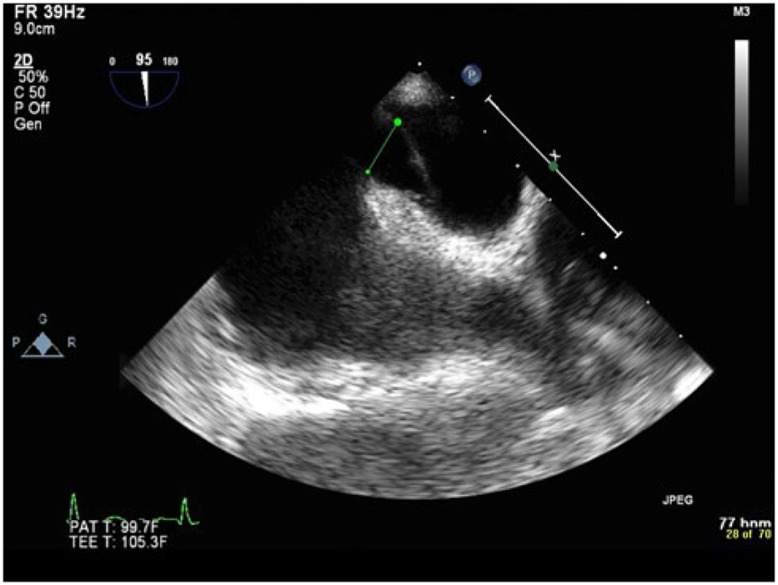 FR 39Hz
9.0cm
M3
2D
50%
C 50
P Off
Gen
0 95 180
P
G
P R
JPEG
PAT T: 99.7F
TEE T: 105.3F
77 bpm
28 of 70